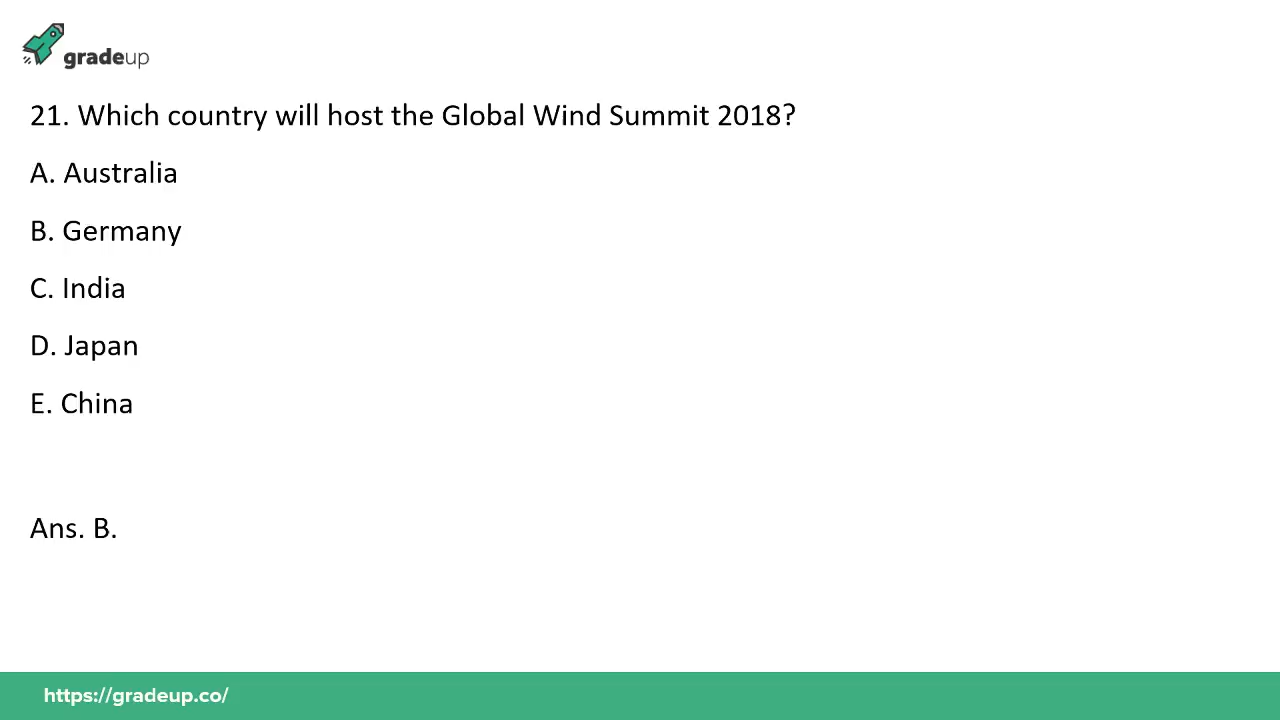 gradeup
21. Which country will host the Global Wind Summit 2018?
A. Australia
B. Germany
C. India
D. Japan
E. China
Ans. B.
https://gradeup.co/